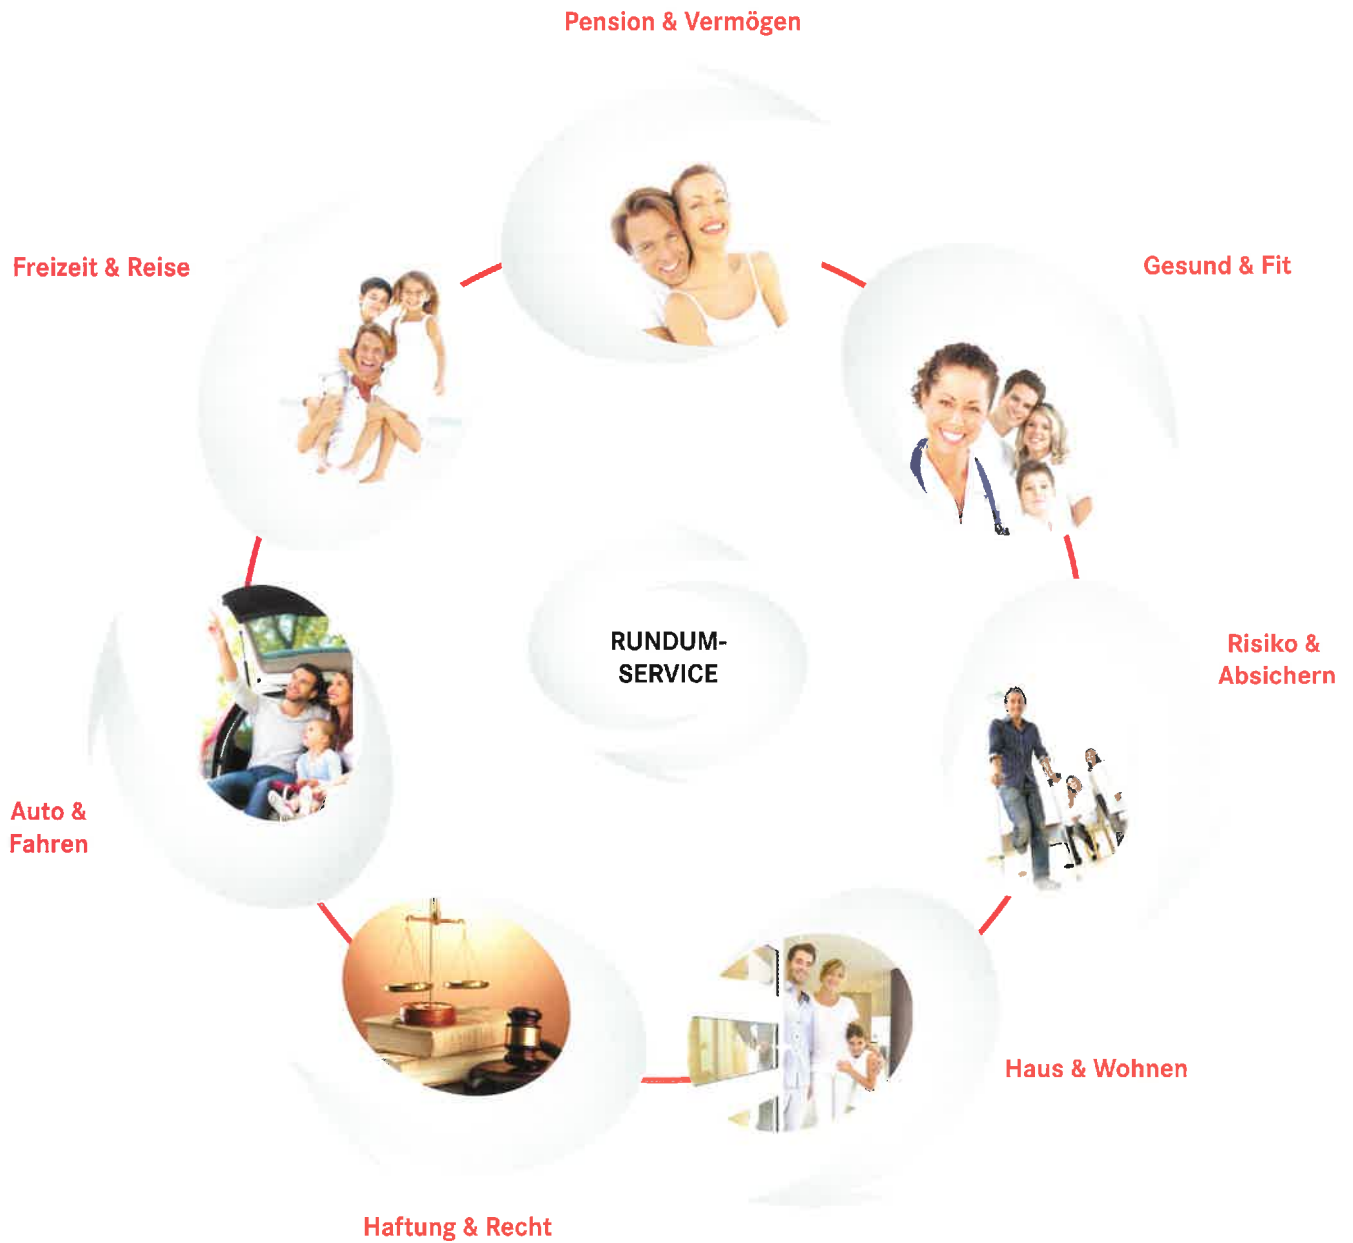 Pension & Vermögen
Gesund & Fit
Risiko &
Absichern
Haus & Wohnen
Haftung & Recht
Auto &
Fahren
Freizeit & Reise
RUNDUM-
SERVICE